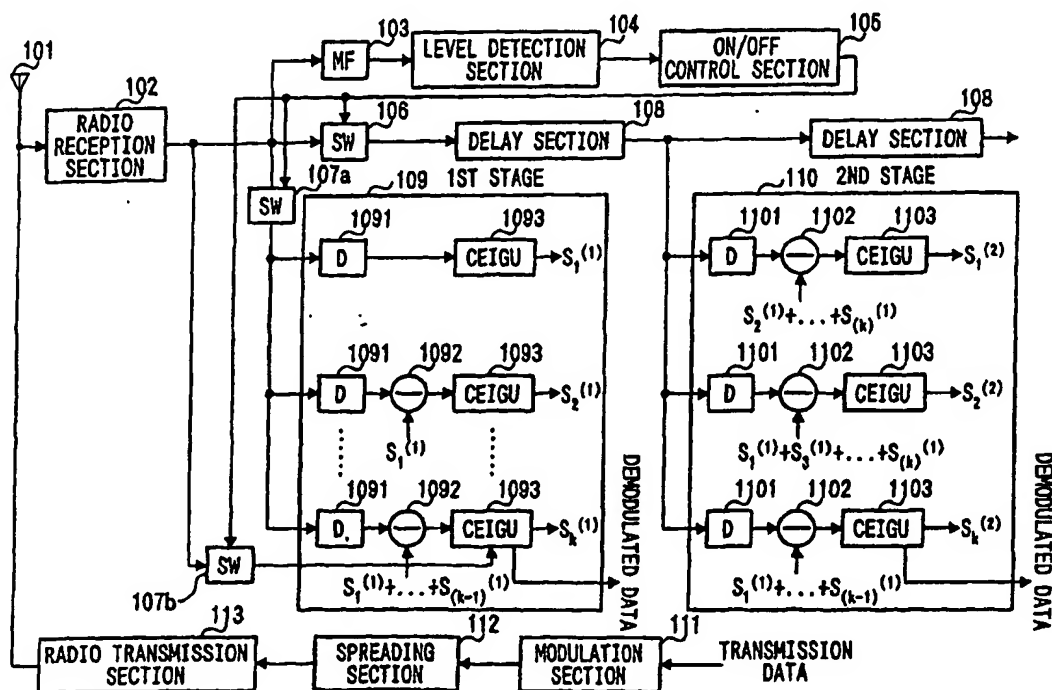 101
102
RADIO
RECEPTION
SECTION
103
MF
104
LEVEL DETECTION
SECTION
105
ON/OFF
CONTROL SECTION
106
SW
108
DELAY SECTION
108
DELAY SECTION
107a
SW
109
1ST STAGE
1091
D
1093
CEIGU
S₁⁽¹⁾
1091
D
1092
−
1093
CEIGU
S₂⁽¹⁾
S₁⁽¹⁾
1091
D.
1092
−
1093
CEIGU
Sₖ⁽¹⁾
S₁⁽¹⁾+...+S₍ₖ₋₁₎⁽¹⁾
DEMODULATED DATA
SW
107b
110
2ND STAGE
1101
D
1102
−
1103
CEIGU
S₁⁽²⁾
S₂⁽¹⁾+...+S₍ₖ₎⁽¹⁾
1101
D
1102
−
1103
CEIGU
S₂⁽²⁾
S₁⁽¹⁾+S₃⁽¹⁾+...+S₍ₖ₎⁽¹⁾
1101
D
1102
−
1103
CEIGU
Sₖ⁽²⁾
S₁⁽¹⁾+...+S₍ₖ₋₁₎⁽¹⁾
DEMODULATED DATA
113
RADIO TRANSMISSION
SECTION
112
SPREADING
SECTION
111
MODULATION
SECTION
TRANSMISSION
DATA